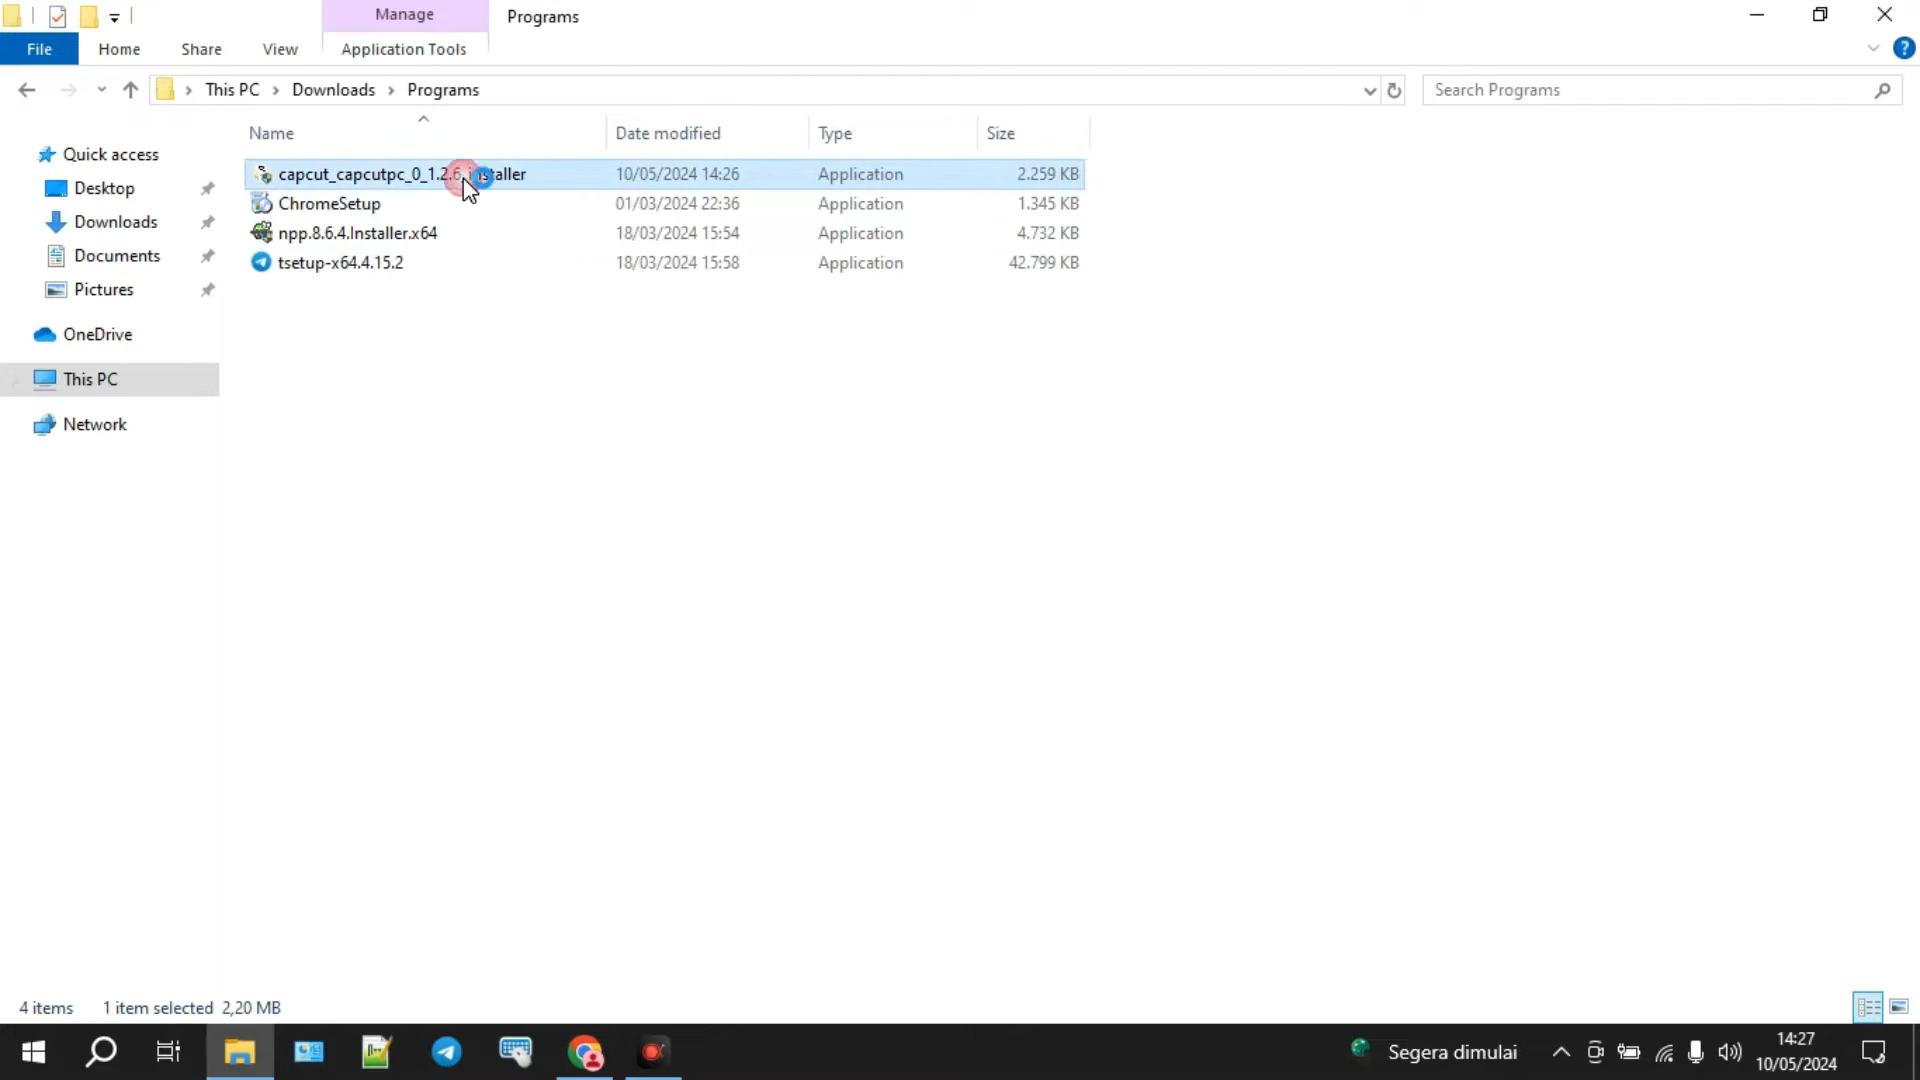 Manage
Programs
File
Home
Share
View
Application Tools
This PC
Downloads
Programs
Search Programs
Name
Date modified
Type
Size
Quick access
Desktop
Downloads
Documents
Pictures
OneDrive
This PC
Network
capcut_capcutpc_0_1.2.6_installer 10/05/2024 14:26 Application 2.259 KB
ChromeSetup 01/03/2024 22:36 Application 1.345 KB
npp.8.6.4.Installer.x64 18/03/2024 15:54 Application 4.732 KB
tsetup-x64.4.15.2 18/03/2024 15:58 Application 42.799 KB
4 items 1 item selected 2,20 MB
Segera dimulai
14:27
10/05/2024